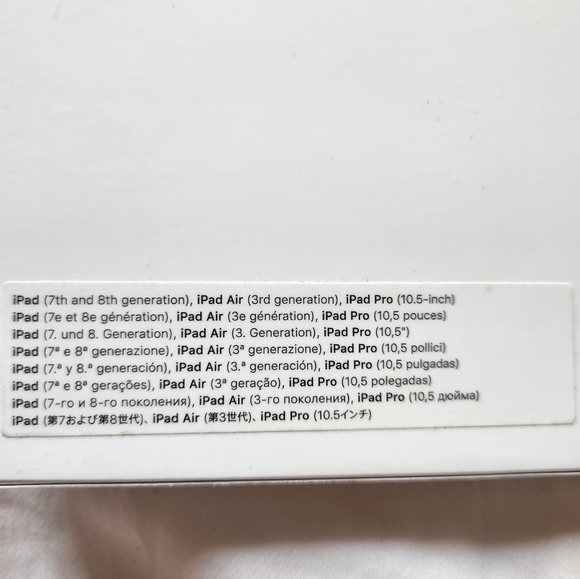 iPad (7th and 8th generation), iPad Air (3rd generation), iPad Pro (10.5-inch)
iPad (7e et 8e génération), iPad Air (3e génération), iPad Pro (10,5 pouces)
iPad (7. und 8. Generation), iPad Air (3. Generation), iPad Pro (10,5")
iPad (7ª e 8ª generazione), iPad Air (3ª generazione), iPad Pro (10,5 pollici)
iPad (7.ª y 8.ª generación), iPad Air (3.ª generación), iPad Pro (10,5 pulgadas)
iPad (7ª e 8ª gerações), iPad Air (3ª geração), iPad Pro (10,5 polegadas)
iPad (7-го и 8-го поколения), iPad Air (3-го поколения), iPad Pro (10,5 дюйма)
iPad (第7および第8世代)、iPad Air (第3世代)、iPad Pro (10.5インチ)